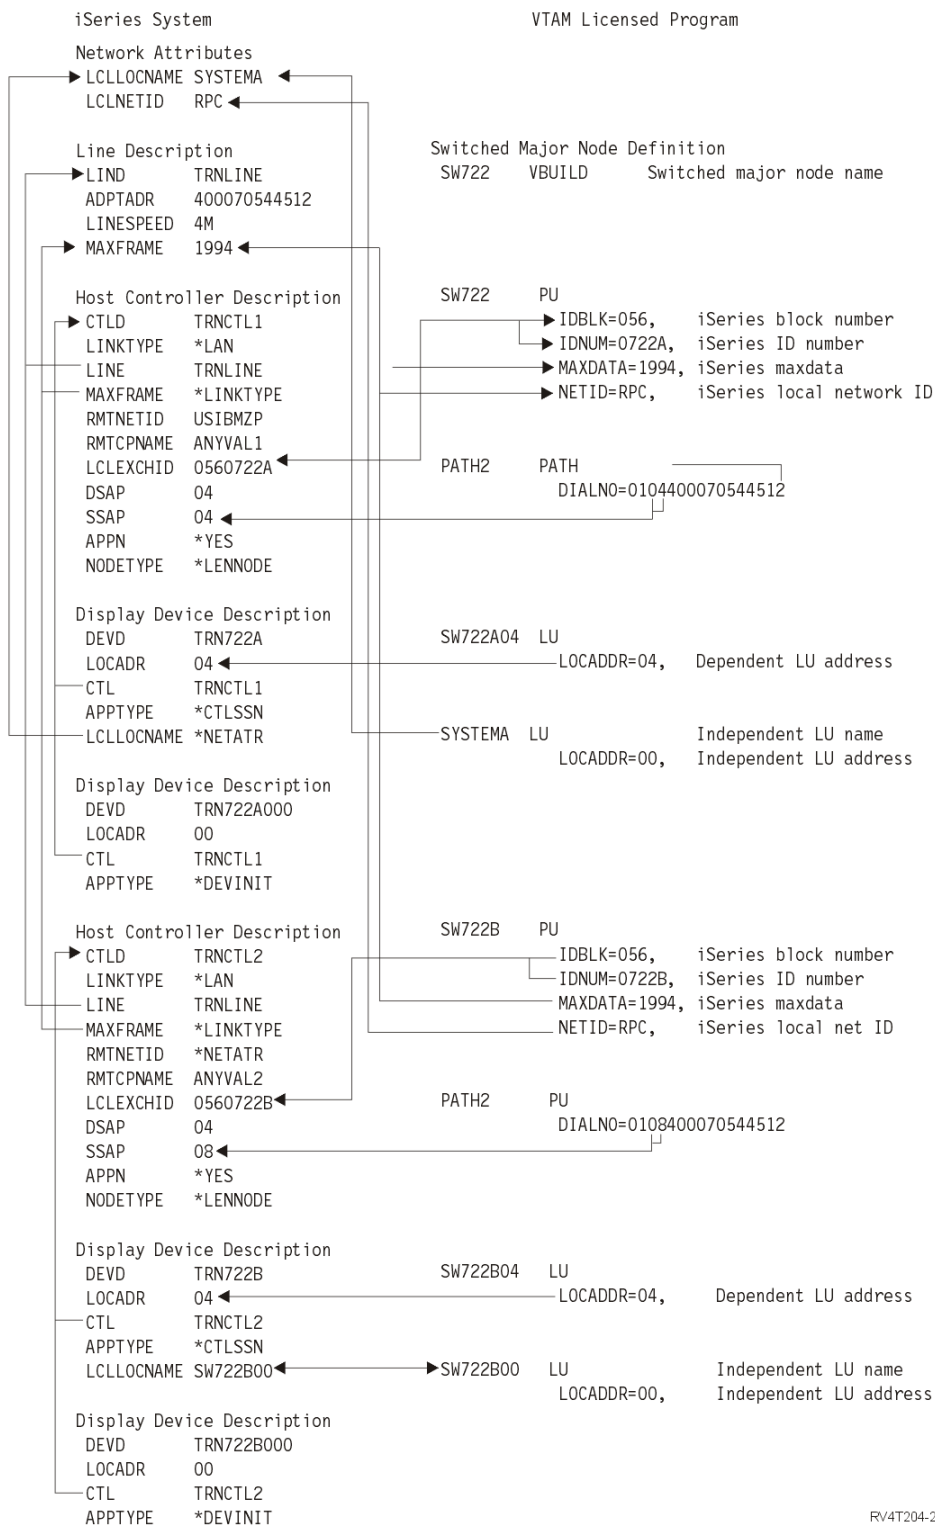 iSeries System VTAM Licensed Program
Network Attributes
LCLLOCNAME SYSTEMA
LCLNETID RPC
Line Description Switched Major Node Definition
LIND TRNLINE SW722 VBUILD Switched major node name
ADPTADR 400070544512
LINESPEED 4M
MAXFRAME 1994
Host Controller Description SW722 PU
CTLD TRNCTL1 IDBLK=056, iSeries block number
LINKTYPE *LAN IDNUM=0722A, iSeries ID number
LINE TRNLINE MAXDATA=1994, iSeries maxdata
MAXFRAME *LINKTYPE NETID=RPC, iSeries local network ID
RMTNETID USIBMZP
RMTCPNAME ANYVAL1
LCLEXCHID 0560722A PATH2 PATH
DSAP 04 DIALNO=0104400070544512
SSAP 04
APPN *YES
NODETYPE *LENNODE
Display Device Description
DEVD TRN722A SW722A04 LU
LOCADR 04 LOCADDR=04, Dependent LU address
CTL TRNCTL1
APPTYPE *CTLSSN
LCLLOCNAME *NETATR SYSTEMA LU Independent LU name
LOCADDR=00, Independent LU address
Display Device Description
DEVD TRN722A000
LOCADR 00
CTL TRNCTL1
APPTYPE *DEVINIT
Host Controller Description SW722B PU
CTLD TRNCTL2 IDBLK=056, iSeries block number
LINKTYPE *LAN IDNUM=0722B, iSeries ID number
LINE TRNLINE MAXDATA=1994, iSeries maxdata
MAXFRAME *LINKTYPE NETID=RPC, iSeries local net ID
RMTNETID *NETATR
RMTCPNAME ANYVAL2
LCLEXCHID 0560722B PATH2 PU
DSAP 04 DIALNO=0108400070544512
SSAP 08
APPN *YES
NODETYPE *LENNODE
Display Device Description
DEVD TRN722B SW722B04 LU
LOCADR 04 LOCADDR=04, Dependent LU address
CTL TRNCTL2
APPTYPE *CTLSSN
LCLLOCNAME SW722B00 SW722B00 LU Independent LU name
LOCADDR=00, Independent LU address
Display Device Description
DEVD TRN722B000
LOCADR 00
CTL TRNCTL2
APPTYPE *DEVINIT RV4T204-2